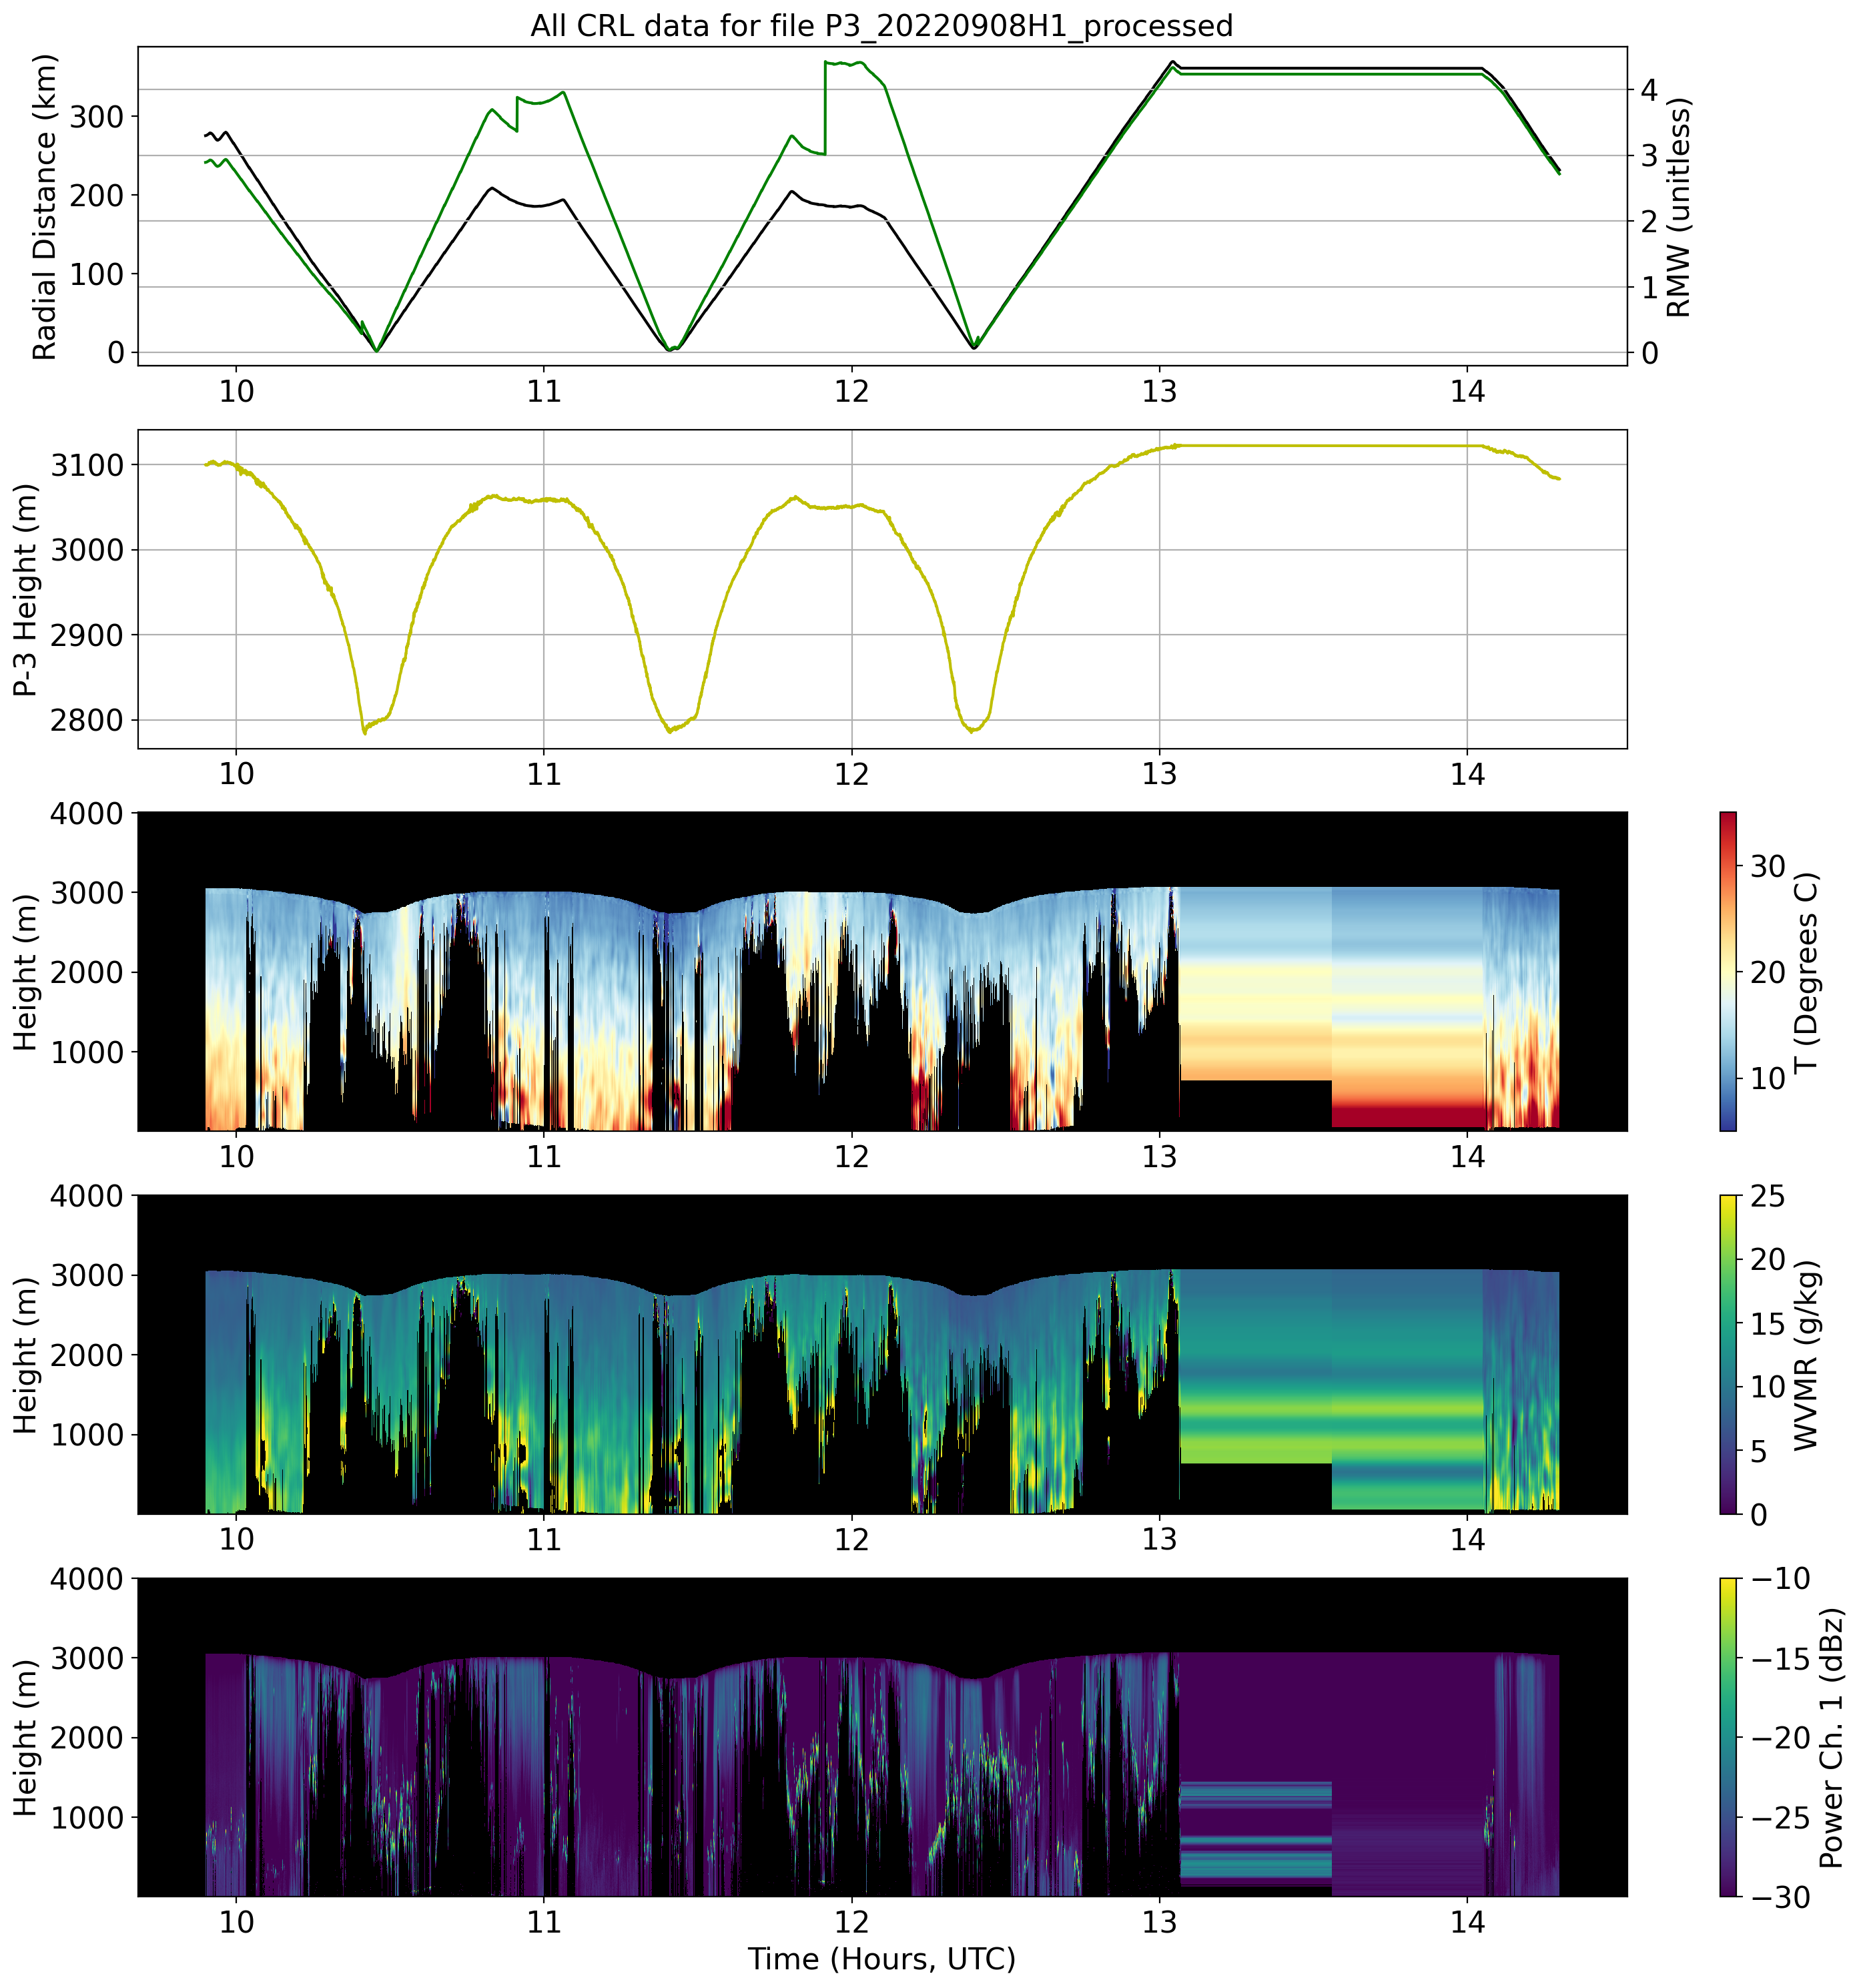 All CRL data for file P3_20220908H1_processed
Radial Distance (km)
300
200
100
0
4
3
2
1
0
RMW (unitless)
10 11 12 13 14
P-3 Height (m)
3100
3000
2900
2800
10 11 12 13 14
Height (m)
4000
3000
2000
1000
10 11 12 13 14
30
20
10
T (Degrees C)
Height (m)
4000
3000
2000
1000
10 11 12 13 14
25
20
15
10
5
0
WVMR (g/kg)
Height (m)
4000
3000
2000
1000
10 11 12 13 14
−10
−15
−20
−25
−30
Power Ch. 1 (dBz)
Time (Hours, UTC)